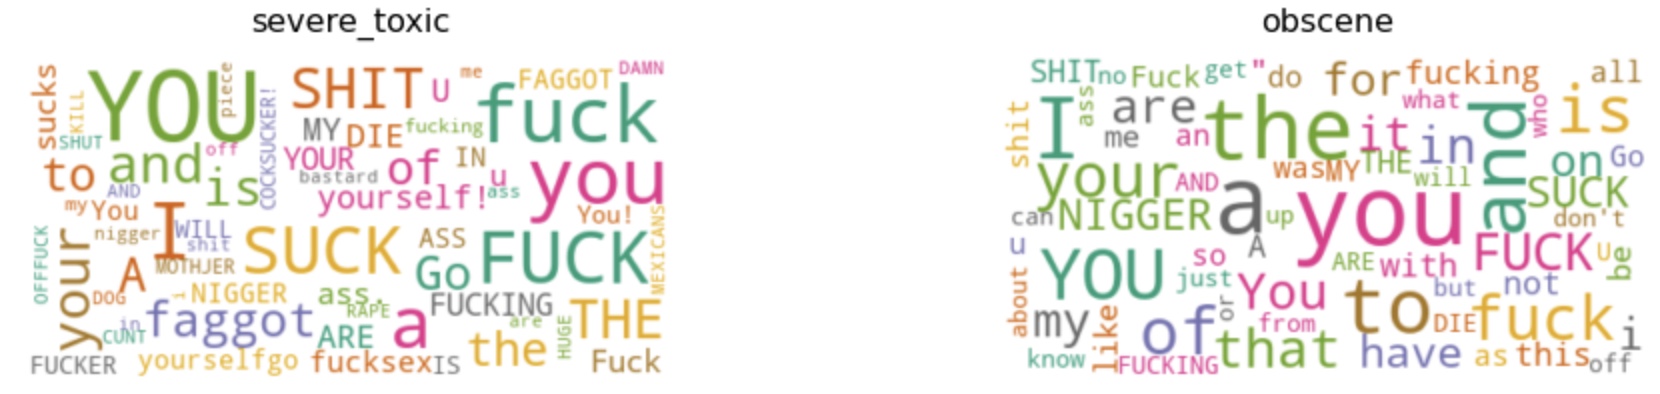 severe_toxic
sucks
KILL
YOU
piece
COCKSUCKER!
SHIT
U
me
FAGGOT
DAMN
SHUT
MY
DIE
fucking
fuck
to
and
off
is
YOUR
bastard
of
IN
u
ass
you
AND
yourself!
my
You
I
WILL
shit
nigger
MOTHJER
SUCK
ASS
Go
FUCK
You!
MEXICANS
OFFFUCK
your
A
DOG
NIGGER
ass.
RAPE
FUCKING
in
CUNT
faggot
ARE
a
are
the
HUGE
THE
FUCKER
yourselfgo
fucksex
IS
Fuck
obscene
SHIT
no
Fuck
get
"
do
for
fucking
all
shit
I
ass
are
me
an
the
it
what
in
and
who
is
was
MY
THE
will
on
Go
your
AND
SUCK
can
NIGGER
a
up
you
don't
u
A
FUCK
U
be
YOU
so
just
ARE
with
about
my
like
You
or
from
to
but
not
DIE
fuck
i
know
FUCKING
of
that
have
as
this
off